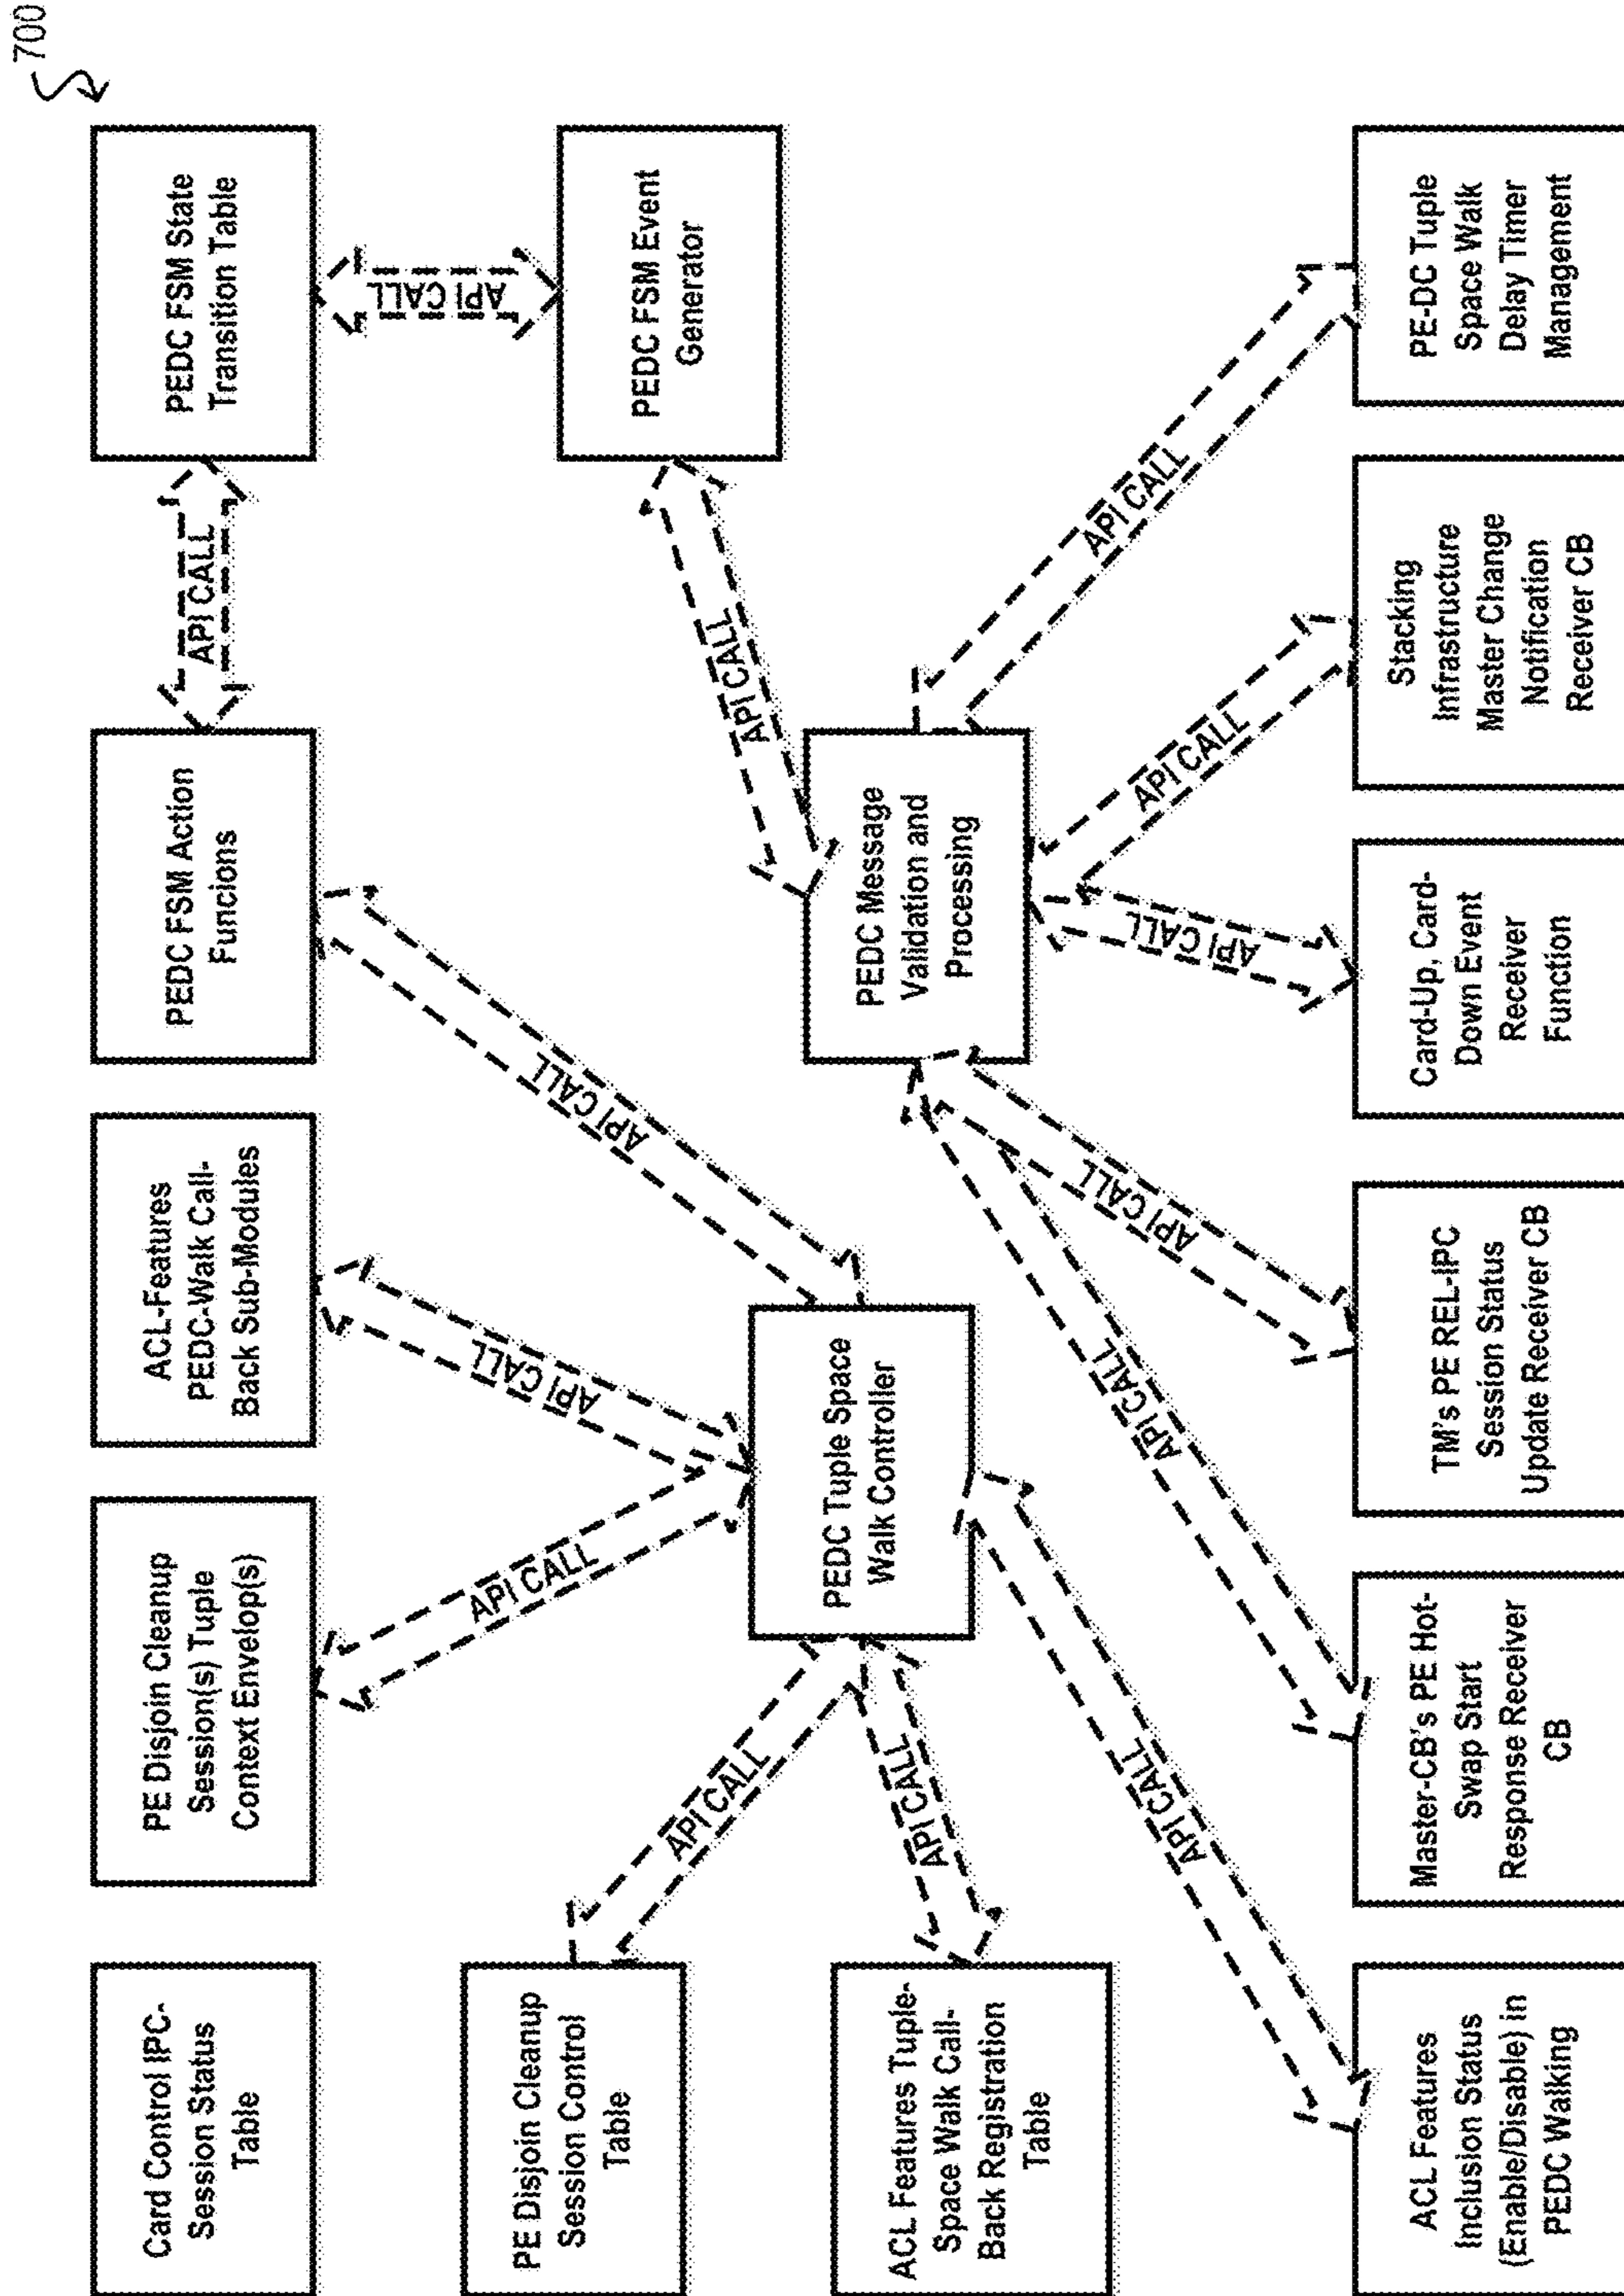 700
Card Control IPC-
Session Status
Table
PE Disjoin Cleanup
Session(s) Tuple
Context Envelop(s)
ACL-Features
PEDC-Walk Call-
Back Sub-Modules
PEDC FSM Action
Funcions
API CALL
PEDC FSM State
Transition Table
API CALL
API CALL
API CALL
API CALL
PE Disjoin Cleanup
Session Control
Table
API CALL
PEDC FSM Event
Generator
API CALL
PEDC Tuple Space
Walk Controller
PEDC Message
Validation and
Processing
ACL Features Tuple-
Space Walk Call-
Back Registration
Table
API CALL
API CALL
API CALL
API CALL
API CALL
API CALL
API CALL
ACL Features
Inclusion Status
(Enable/Disable) in
PEDC Walking
Master-CB's PE Hot-
Swap Start
Response Receiver
CB
TM's PE REL-IPC
Session Status
Update Receiver CB
Card-Up, Card-
Down Event
Receiver
Function
Stacking
Infrastructure
Master Change
Notification
Receiver CB
PE-DC Tuple
Space Walk
Delay Timer
Management